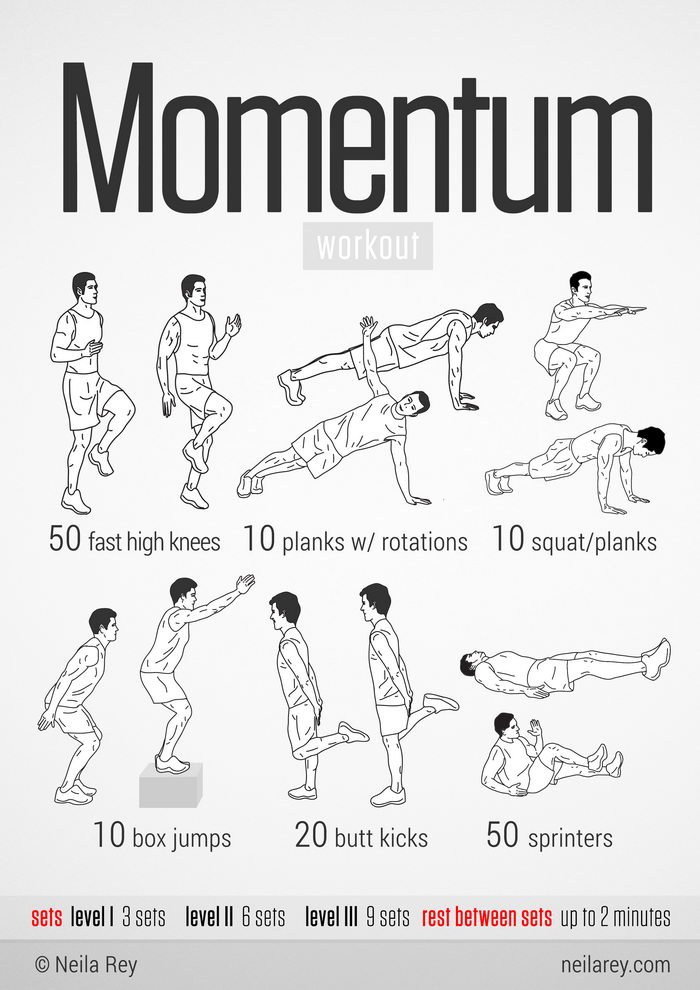 Momentum
workout
50 fast high knees
10 planks w/ rotations
10 squat/planks
10 box jumps
20 butt kicks
50 sprinters
sets level I 3 sets level II 6 sets level III 9 sets rest between sets up to 2 minutes
© Neila Rey
neilarey.com